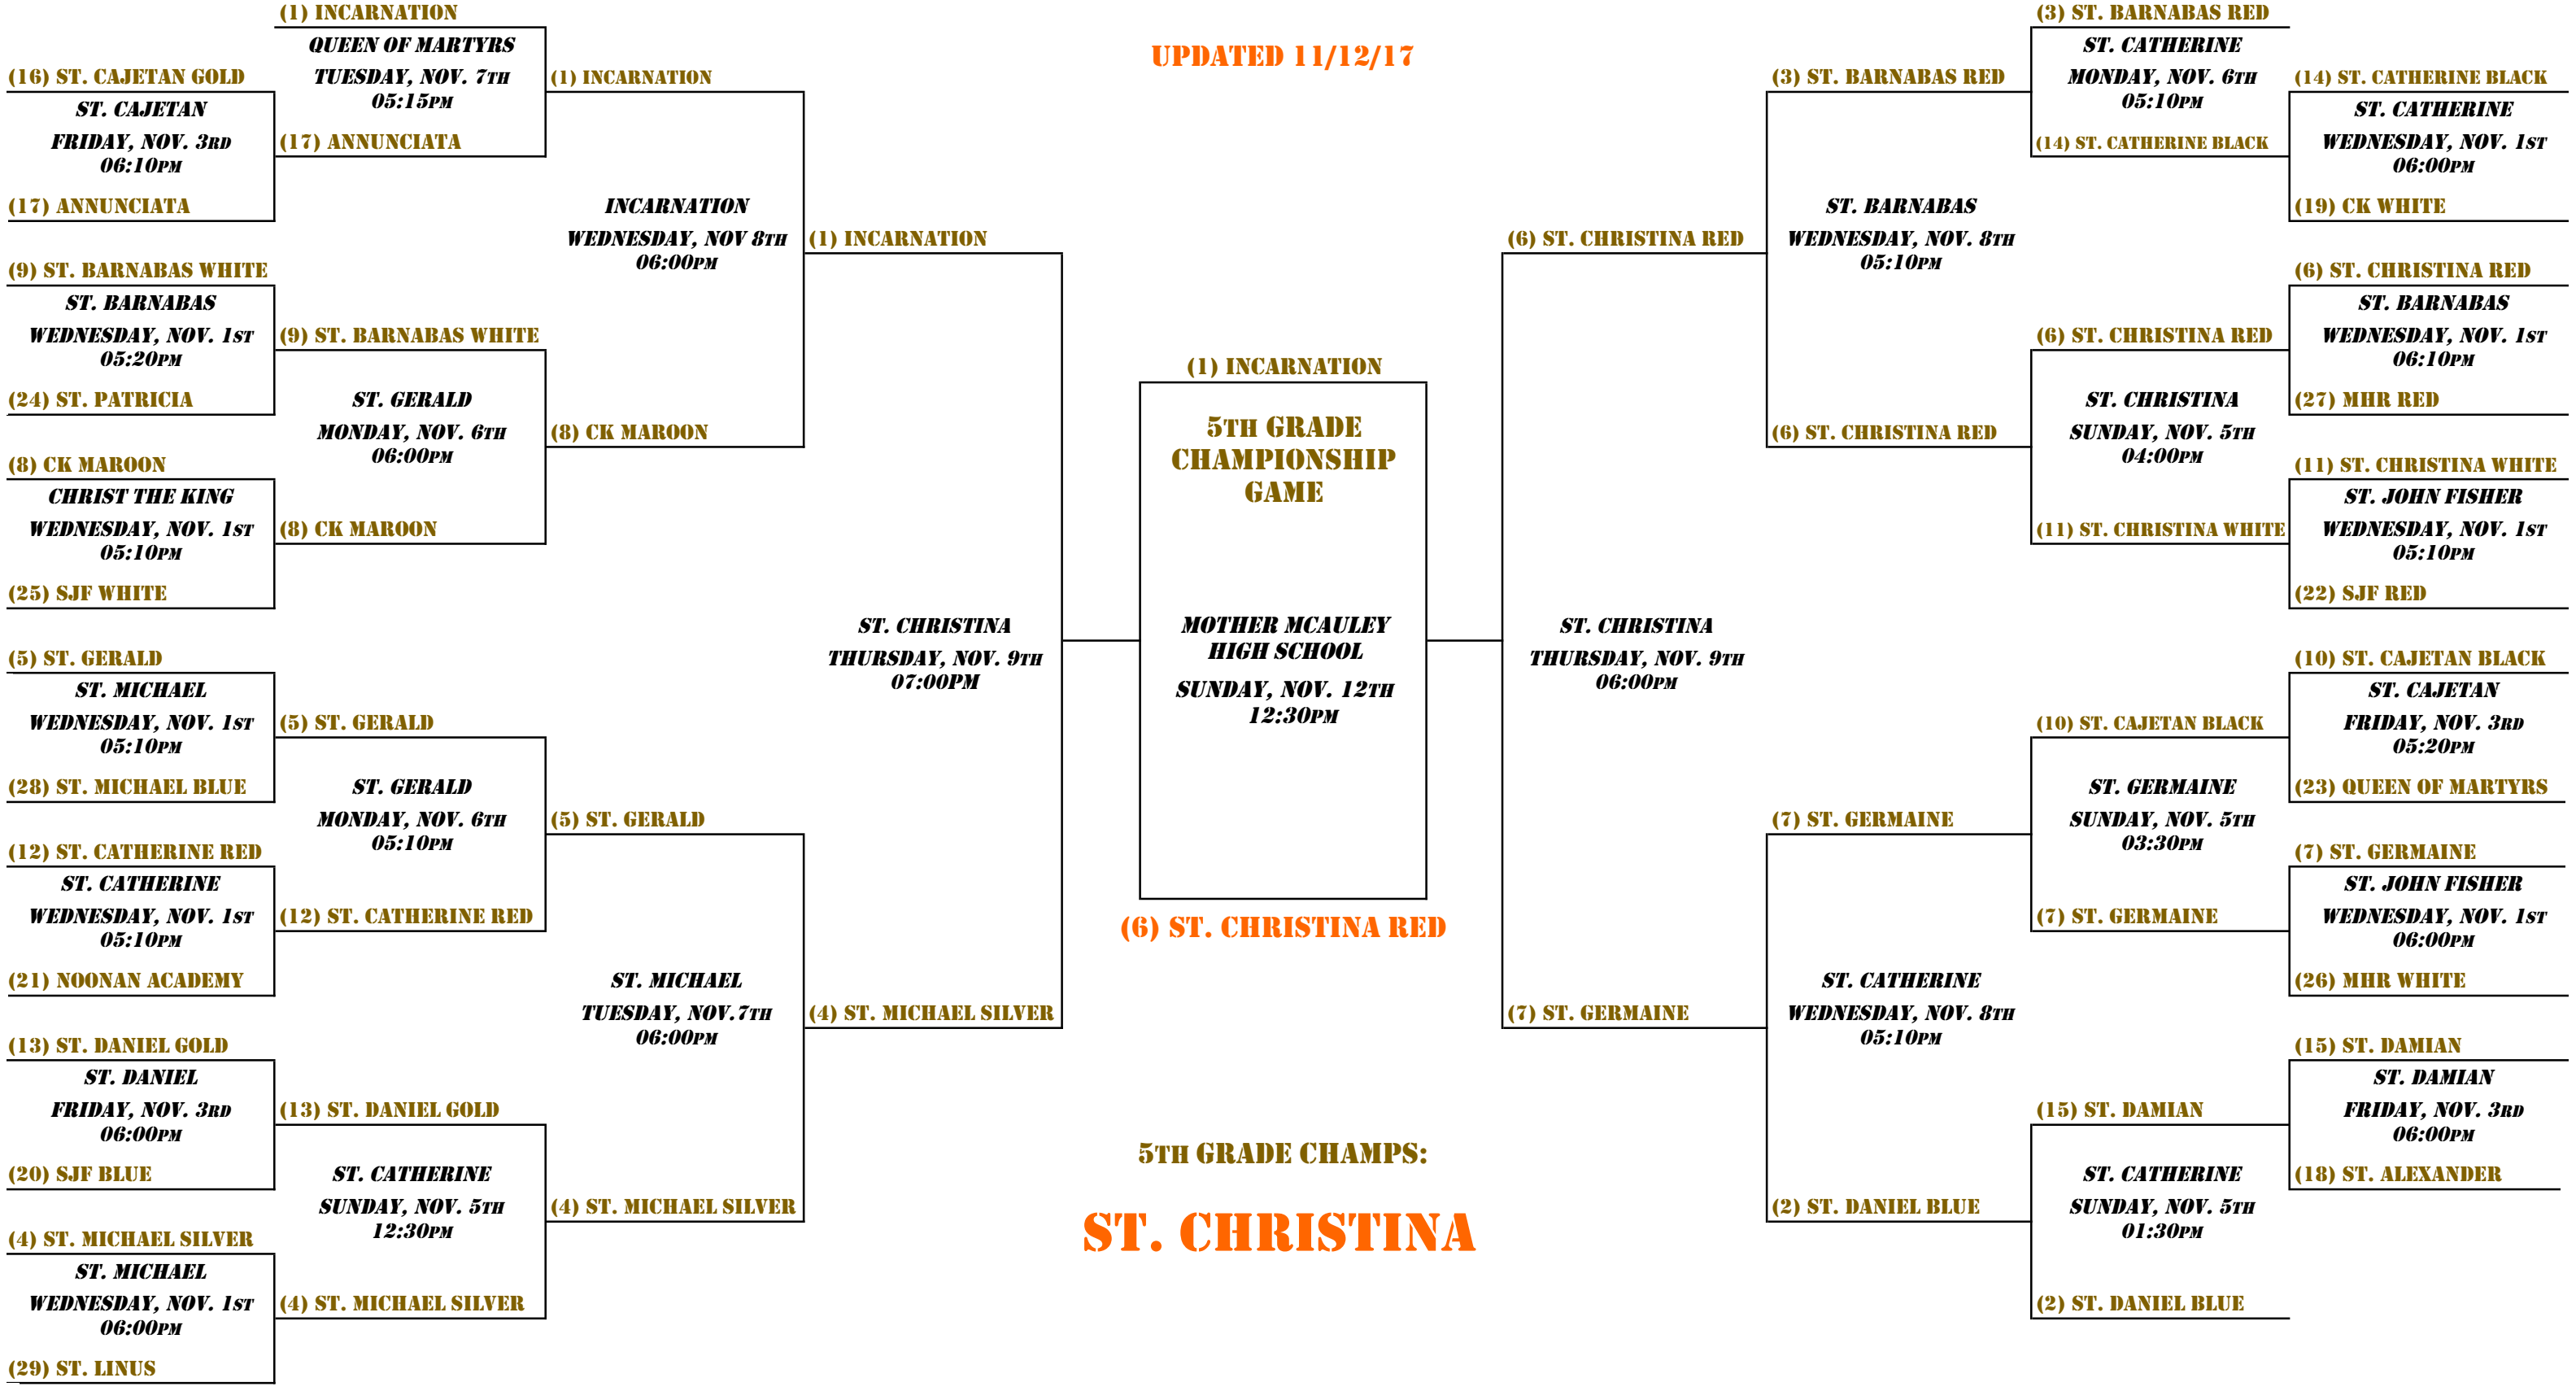 (1) INCARNATION
QUEEN OF MARTYRS
TUESDAY, NOV. 7TH
05:15PM
(16) ST. CAJETAN GOLD
ST. CAJETAN
FRIDAY, NOV. 3RD
06:10PM
(17) ANNUNCIATA
(17) ANNUNCIATA
(1) INCARNATION
INCARNATION
WEDNESDAY, NOV 8TH
06:00PM
(1) INCARNATION
(9) ST. BARNABAS WHITE
ST. BARNABAS
WEDNESDAY, NOV. 1ST
05:20PM
(24) ST. PATRICIA
(9) ST. BARNABAS WHITE
ST. GERALD
MONDAY, NOV. 6TH
06:00PM
(8) CK MAROON
(8) CK MAROON
CHRIST THE KING
WEDNESDAY, NOV. 1ST
05:10PM
(25) SJF WHITE
(8) CK MAROON
(5) ST. GERALD
ST. MICHAEL
WEDNESDAY, NOV. 1ST
05:10PM
(28) ST. MICHAEL BLUE
(5) ST. GERALD
ST. GERALD
MONDAY, NOV. 6TH
05:10PM
(5) ST. GERALD
(12) ST. CATHERINE RED
ST. CATHERINE
WEDNESDAY, NOV. 1ST
05:10PM
(21) NOONAN ACADEMY
(12) ST. CATHERINE RED
ST. MICHAEL
TUESDAY, NOV.7TH
06:00PM
(4) ST. MICHAEL SILVER
(13) ST. DANIEL GOLD
ST. DANIEL
FRIDAY, NOV. 3RD
06:00PM
(20) SJF BLUE
(13) ST. DANIEL GOLD
ST. CATHERINE
SUNDAY, NOV. 5TH
12:30PM
(4) ST. MICHAEL SILVER
(4) ST. MICHAEL SILVER
ST. MICHAEL
WEDNESDAY, NOV. 1ST
06:00PM
(29) ST. LINUS
(4) ST. MICHAEL SILVER
ST. CHRISTINA
THURSDAY, NOV. 9TH
07:00PM
UPDATED 11/12/17
(1) INCARNATION
5TH GRADE
CHAMPIONSHIP
GAME
MOTHER MCAULEY
HIGH SCHOOL
SUNDAY, NOV. 12TH
12:30PM
(6) ST. CHRISTINA RED
5TH GRADE CHAMPS:
ST. CHRISTINA
ST. CHRISTINA
THURSDAY, NOV. 9TH
06:00PM
(6) ST. CHRISTINA RED
(3) ST. BARNABAS RED
ST. BARNABAS
WEDNESDAY, NOV. 8TH
05:10PM
(6) ST. CHRISTINA RED
(3) ST. BARNABAS RED
ST. CATHERINE
MONDAY, NOV. 6TH
05:10PM
(14) ST. CATHERINE BLACK
(14) ST. CATHERINE BLACK
ST. CATHERINE
WEDNESDAY, NOV. 1ST
06:00PM
(19) CK WHITE
(6) ST. CHRISTINA RED
ST. CHRISTINA
SUNDAY, NOV. 5TH
04:00PM
(11) ST. CHRISTINA WHITE
(6) ST. CHRISTINA RED
ST. BARNABAS
WEDNESDAY, NOV. 1ST
06:10PM
(27) MHR RED
(11) ST. CHRISTINA WHITE
ST. JOHN FISHER
WEDNESDAY, NOV. 1ST
05:10PM
(22) SJF RED
(7) ST. GERMAINE
(7) ST. GERMAINE
ST. CATHERINE
WEDNESDAY, NOV. 8TH
05:10PM
(2) ST. DANIEL BLUE
(10) ST. CAJETAN BLACK
ST. GERMAINE
SUNDAY, NOV. 5TH
03:30PM
(7) ST. GERMAINE
(10) ST. CAJETAN BLACK
ST. CAJETAN
FRIDAY, NOV. 3RD
05:20PM
(23) QUEEN OF MARTYRS
(7) ST. GERMAINE
ST. JOHN FISHER
WEDNESDAY, NOV. 1ST
06:00PM
(26) MHR WHITE
(15) ST. DAMIAN
ST. CATHERINE
SUNDAY, NOV. 5TH
01:30PM
(2) ST. DANIEL BLUE
(15) ST. DAMIAN
ST. DAMIAN
FRIDAY, NOV. 3RD
06:00PM
(18) ST. ALEXANDER